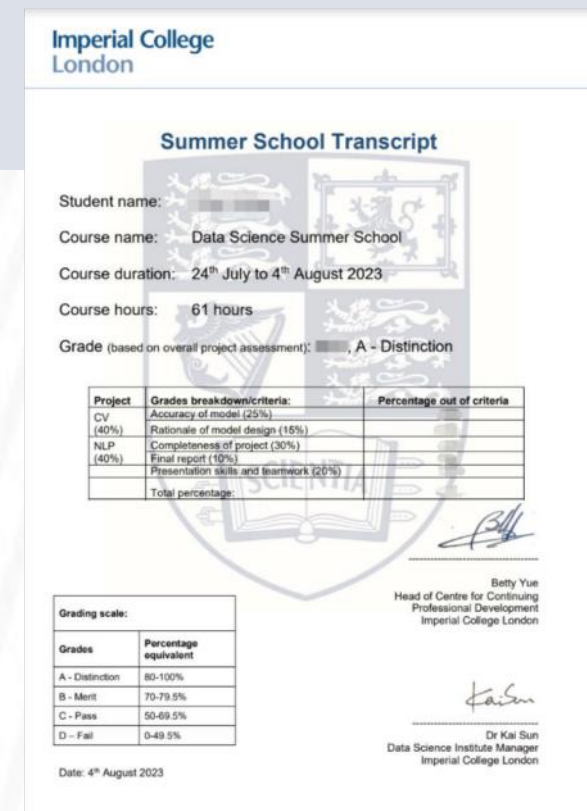 Imperial College
London
Summer School Transcript
Student name:
Course name: Data Science Summer School
Course duration: 24th July to 4th August 2023
Course hours: 61 hours
Grade (based on overall project assessment): , A - Distinction
Project Grades breakdown/criteria: Percentage out of criteria
CV Accuracy of model (25%)
(40%) Rationale of model design (15%)
NLP Completeness of project (30%)
(40%) Final report (10%)
Presentation skills and teamwork (20%)
Total percentage:
SCIENTIA
Betty Yue
Head of Centre for Continuing
Professional Development
Imperial College London
Grading scale:
Grades Percentage
equivalent
A - Distinction 80-100%
B - Merit 70-79.5%
C - Pass 50-69.5%
D – Fail 0-49.5%
KaiSun
Dr Kai Sun
Data Science Institute Manager
Imperial College London
Date: 4th August 2023